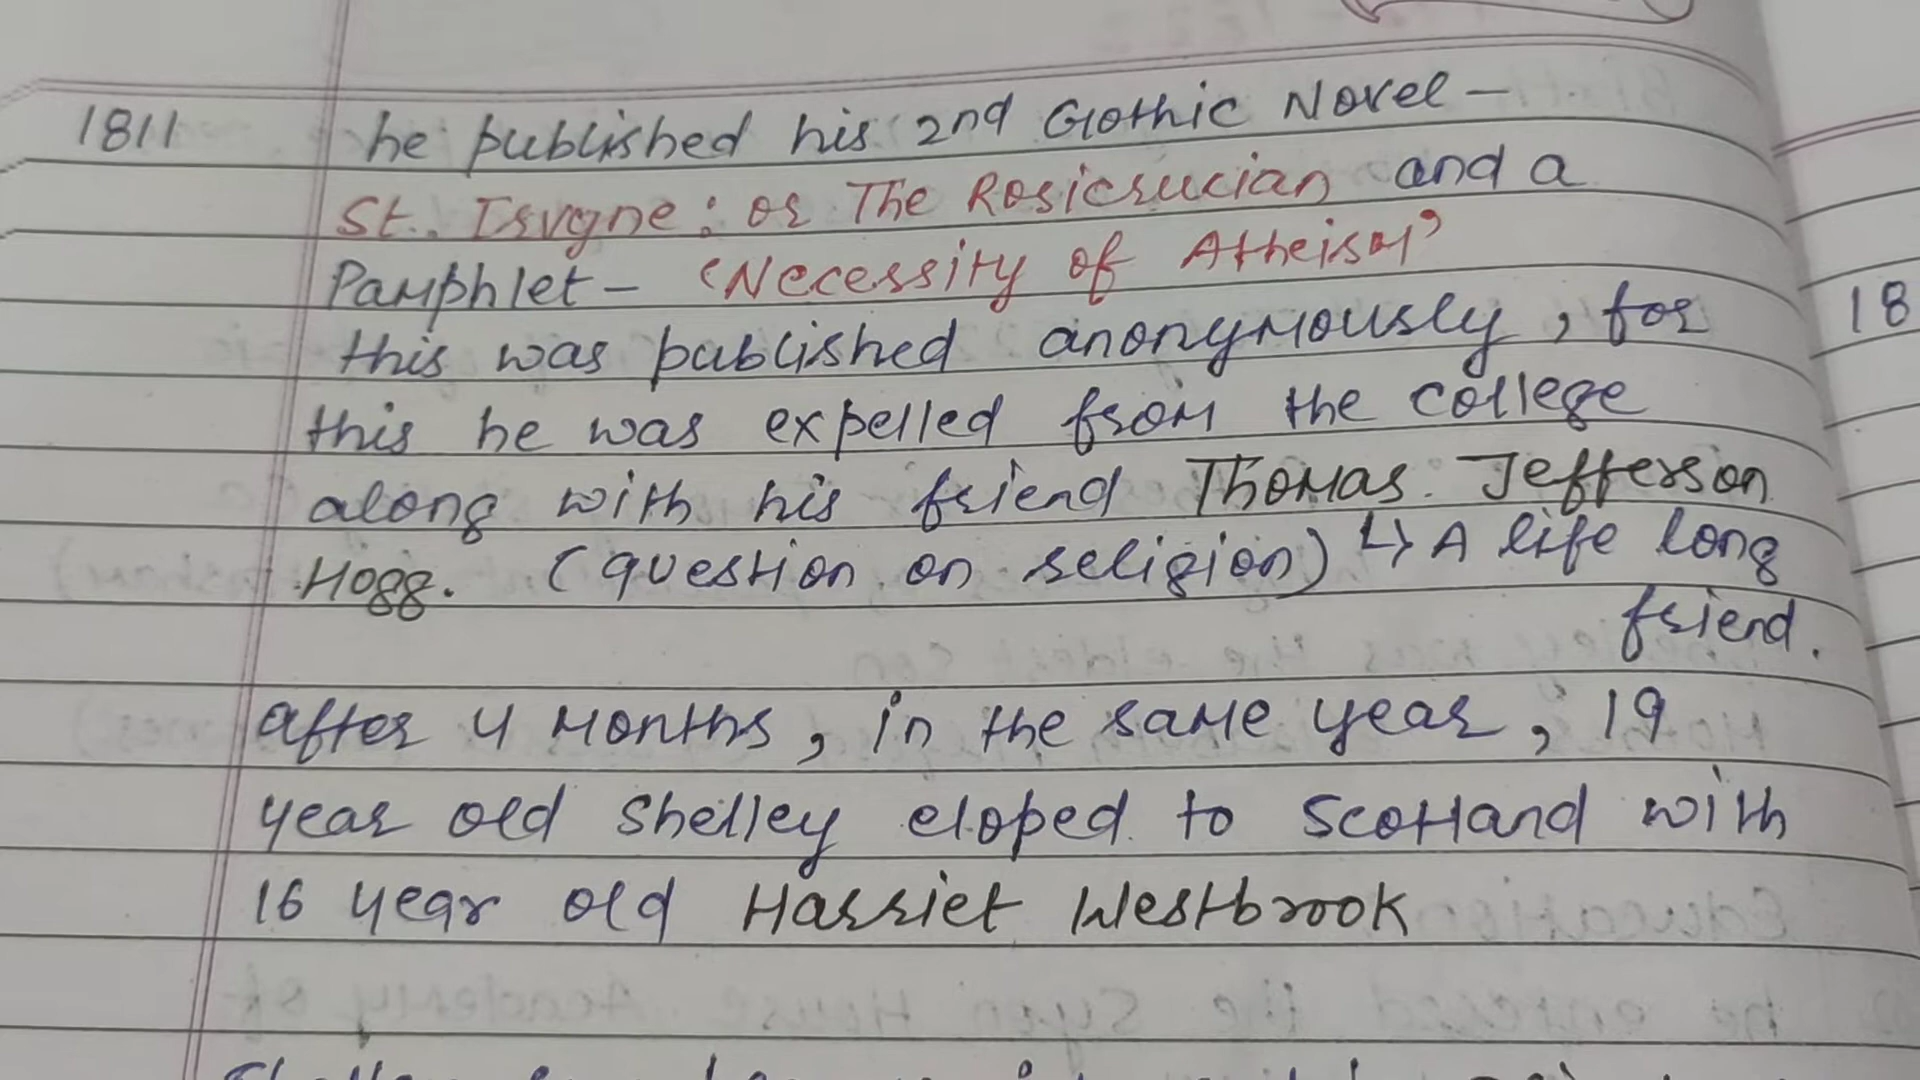 1811 he published his 2nd Gothic Novel –
St. Irvgne : or The Rosicrucian and a
Pamphlet – 'Necessity of Atheism'
this was published anonymously, for
this he was expelled from the college
along with his friend Thomas. Jefferson
Hogg. (question on religion) ↳ A life long
friend.
after 4 months, in the same year, 19
year old Shelley eloped to Scotland with
16 year old Harriet Westbrook
18